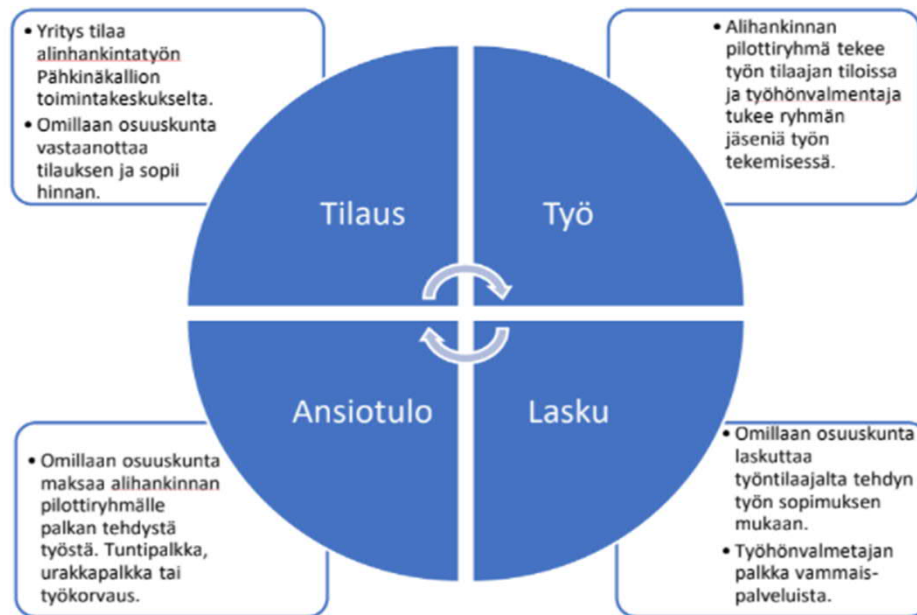 • Yritys tilaa
alinhankintatyön
Pähkinäkallion
toimintakeskukselta.
• Omillaan osuuskunta
vastaanottaa
tilauksen ja sopii
hinnan.
• Alihankinnan
pilottiryhmä tekee
työn tilaajan tiloissa
ja työhönvalmentaja
tukee ryhmän
jäseniä työn
tekemisessä.
Tilaus
Työ
Ansiotulo
Lasku
• Omillaan osuuskunta
maksaa alihankinnan
pilottiryhmälle
palkan tehdystä
työstä. Tuntipalkka,
urakkapalkka tai
työkorvaus.
• Omillaan osuuskunta
laskuttaa
työntilaajalta tehdyn
työn sopimuksen
mukaan.
• Työhönvalmetajan
palkka vammais-
palveluista.